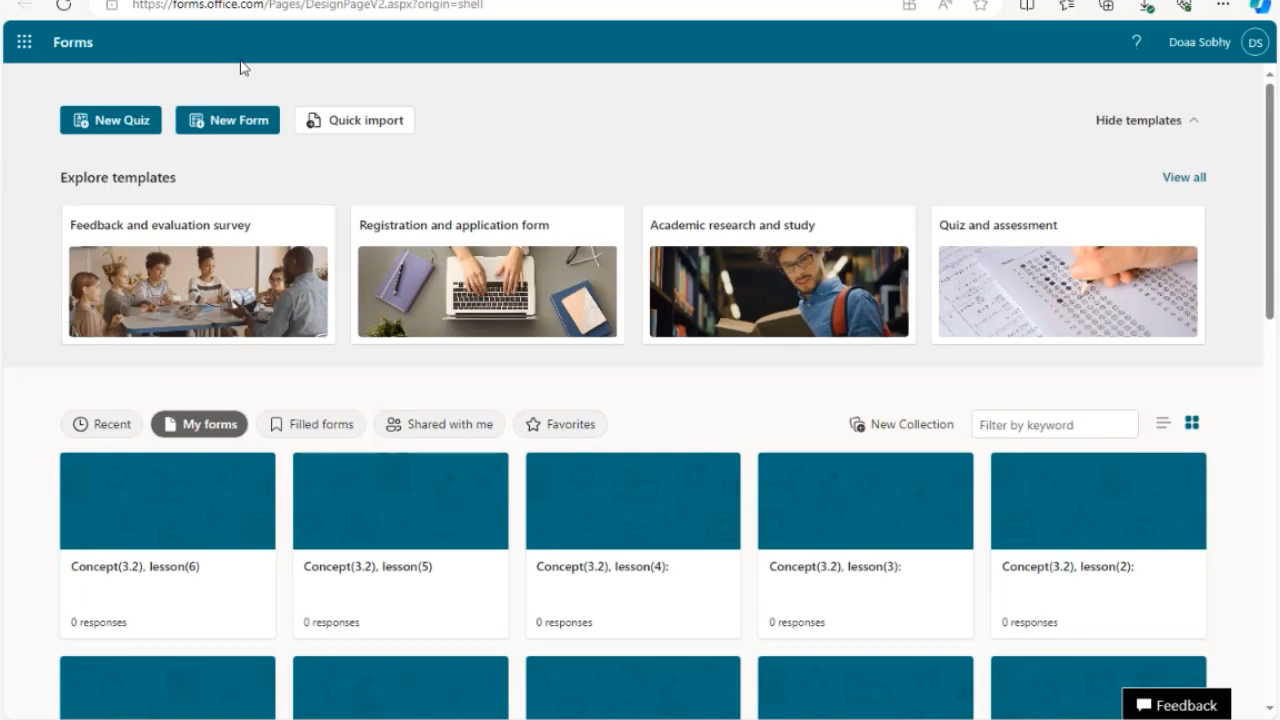 https://forms.office.com/Pages/DesignPageV2.aspx?origin=shell
Forms
?
Doaa Sobhy
DS
New Quiz
New Form
Quick import
Hide templates
Explore templates
View all
Feedback and evaluation survey
Registration and application form
Academic research and study
Quiz and assessment
Recent
My forms
Filled forms
Shared with me
Favorites
New Collection
Filter by keyword
Concept(3.2), lesson(6)
Concept(3.2), lesson(5)
Concept(3.2), lesson(4):
Concept(3.2), lesson(3):
Concept(3.2), lesson(2):
0 responses
0 responses
0 responses
0 responses
0 responses
Feedback